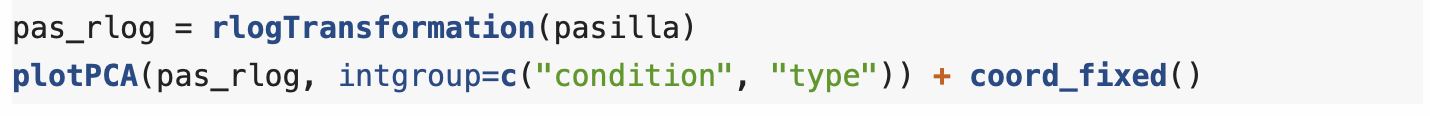 pas_rlog = rlogTransformation(pasilla)
plotPCA(pas_rlog, intgroup=c("condition", "type")) + coord_fixed()